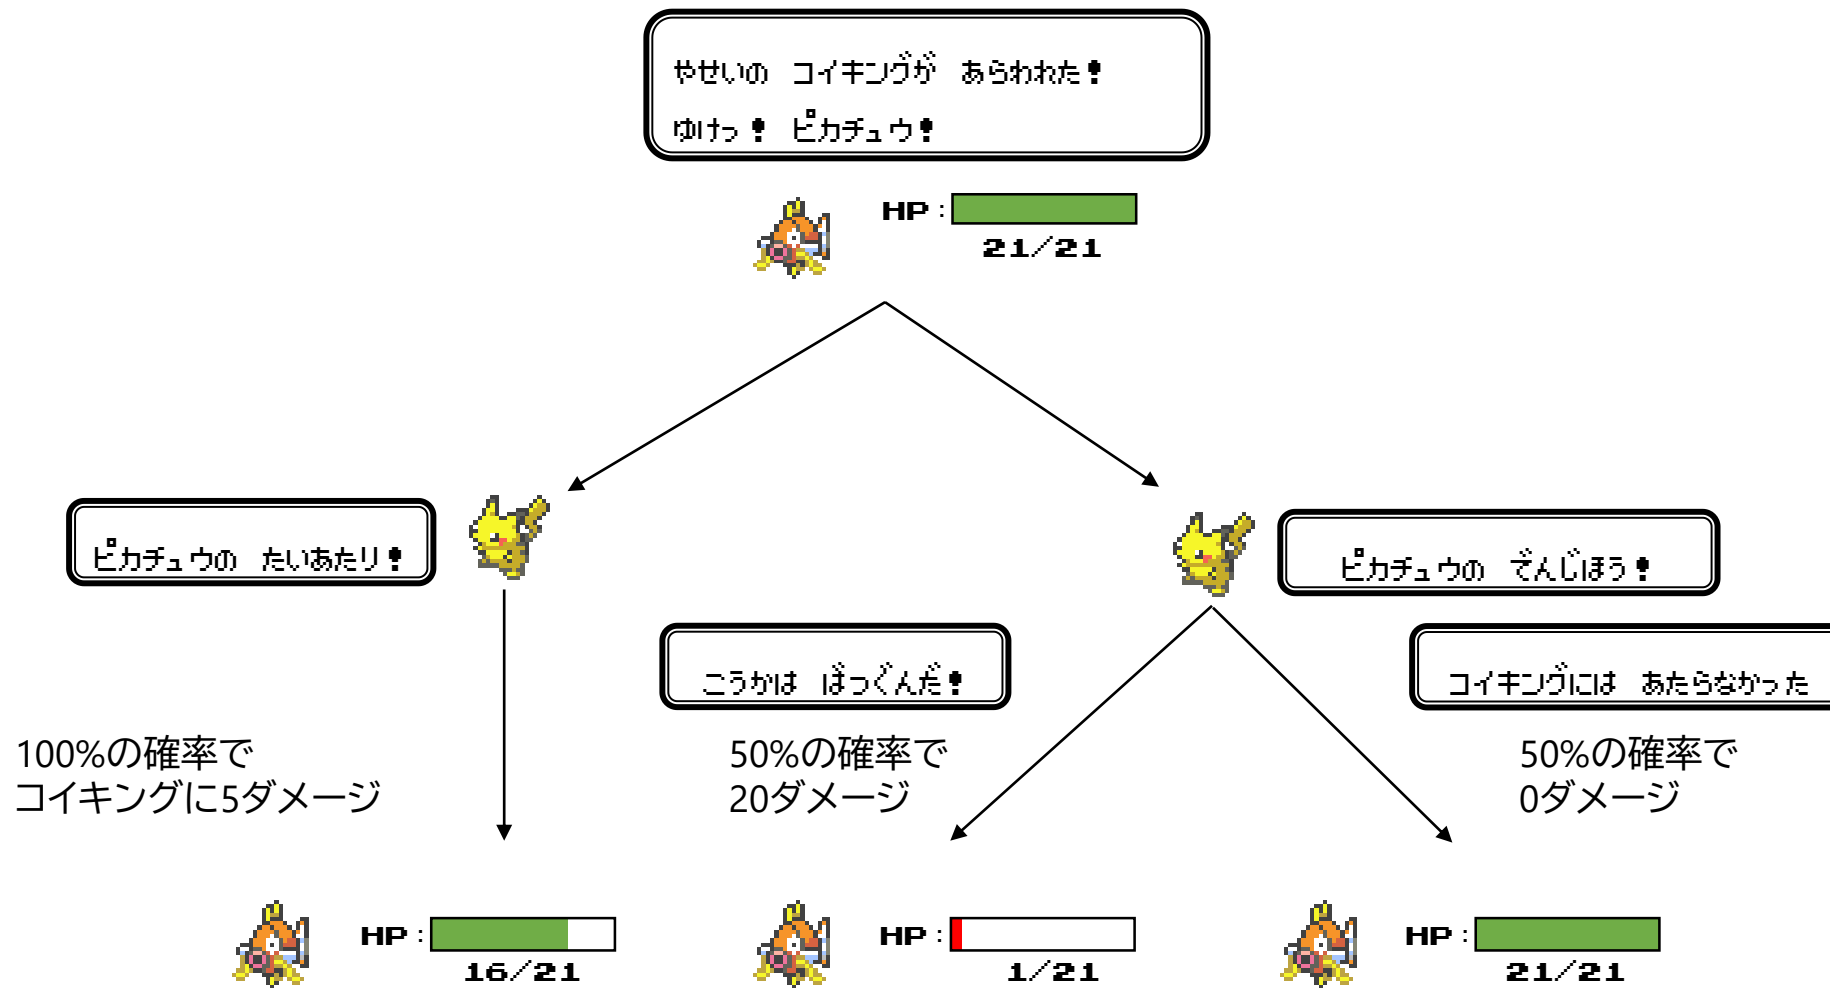 やせいの コイキングが あらわれた！
ゆけっ！ ピカチュウ！
HP：
21/21
ピカチュウの たいあたり！
ピカチュウの でんじほう！
こうかは ばつぐんだ！
コイキングには あたらなかった
100%の確率で
コイキングに5ダメージ
50%の確率で
20ダメージ
50%の確率で
0ダメージ
HP：
16/21
HP：
1/21
HP：
21/21